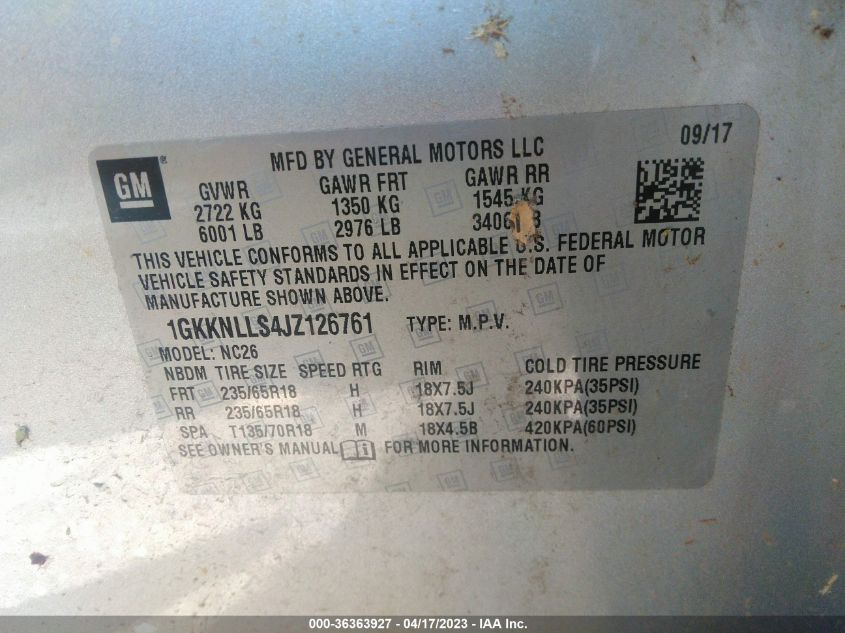 09/17
GM ®
MFD BY GENERAL MOTORS LLC
GVWR GAWR FRT GAWR RR
2722 KG 1350 KG 1545 KG
6001 LB 2976 LB 3406 LB
THIS VEHICLE CONFORMS TO ALL APPLICABLE U.S. FEDERAL MOTOR
VEHICLE SAFETY STANDARDS IN EFFECT ON THE DATE OF
MANUFACTURE SHOWN ABOVE.
1GKKNLLS4JZ126761 TYPE: M.P.V.
MODEL: NC26
NBDM TIRE SIZE SPEED RTG RIM COLD TIRE PRESSURE
FRT 235/65R18 H 18X7.5J 240KPA(35PSI)
RR 235/65R18 H 18X7.5J 240KPA(35PSI)
SPA T135/70R18 M 18X4.5B 420KPA(60PSI)
SEE OWNER'S MANUAL FOR MORE INFORMATION.
000-36363927 - 04/17/2023 - IAA Inc.